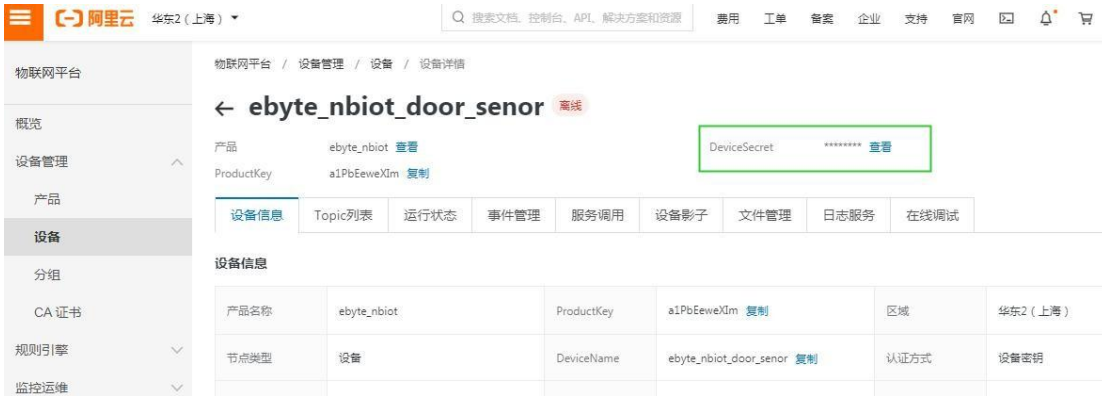 阿里云 华东2（上海） 搜索文档、控制台、API、解决方案和资源 费用 工单 备案 企业 支持 官网
物联网平台
物联网平台 / 设备管理 / 设备 / 设备详情
← ebyte_nbiot_door_senor 离线
概览
设备管理
产品
设备
分组
CA 证书
规则引擎
监控运维
产品 ebyte_nbiot 查看
DeviceSecret ******** 查看
ProductKey a1PbEeweXIm 复制
设备信息 Topic列表 运行状态 事件管理 服务调用 设备影子 文件管理 日志服务 在线调试
设备信息
产品名称 ebyte_nbiot ProductKey a1PbEeweXIm 复制 区域 华东2（上海）
节点类型 设备 DeviceName ebyte_nbiot_door_senor 复制 认证方式 设备密钥